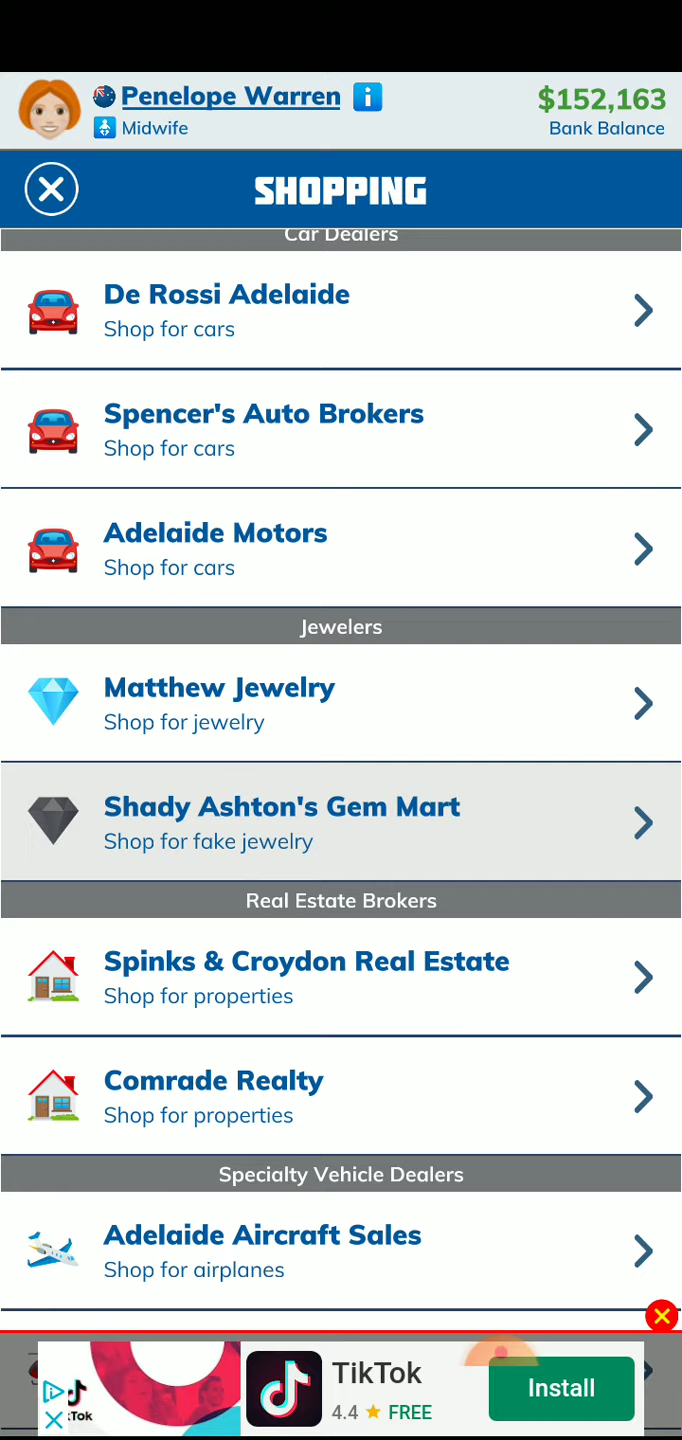 Penelope Warren
$152,163
Midwife
Bank Balance
SHOPPING
Car Dealers
De Rossi Adelaide
Shop for cars
Spencer's Auto Brokers
Shop for cars
Adelaide Motors
Shop for cars
Jewelers
Matthew Jewelry
Shop for jewelry
Shady Ashton's Gem Mart
Shop for fake jewelry
Real Estate Brokers
Spinks & Croydon Real Estate
Shop for properties
Comrade Realty
Shop for properties
Specialty Vehicle Dealers
Adelaide Aircraft Sales
Shop for airplanes
TikTok
4.4 FREE
Install
kTok